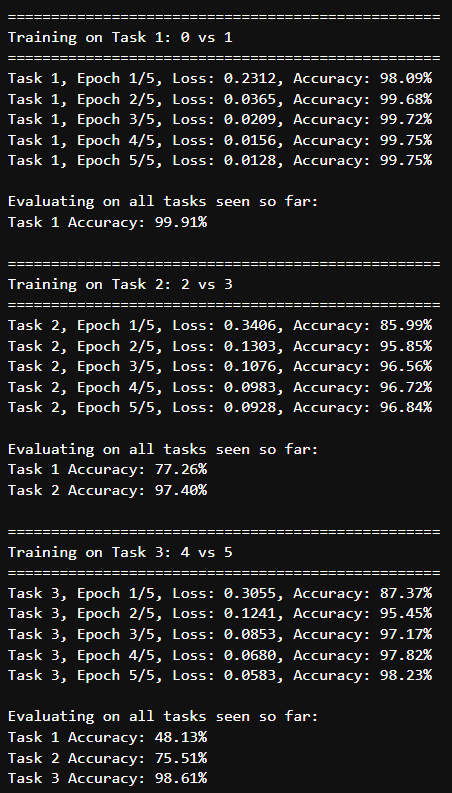 ==================================================
Training on Task 1: 0 vs 1
==================================================
Task 1, Epoch 1/5, Loss: 0.2312, Accuracy: 98.09%
Task 1, Epoch 2/5, Loss: 0.0365, Accuracy: 99.68%
Task 1, Epoch 3/5, Loss: 0.0209, Accuracy: 99.72%
Task 1, Epoch 4/5, Loss: 0.0156, Accuracy: 99.75%
Task 1, Epoch 5/5, Loss: 0.0128, Accuracy: 99.75%

Evaluating on all tasks seen so far:
Task 1 Accuracy: 99.91%

==================================================
Training on Task 2: 2 vs 3
==================================================
Task 2, Epoch 1/5, Loss: 0.3406, Accuracy: 85.99%
Task 2, Epoch 2/5, Loss: 0.1303, Accuracy: 95.85%
Task 2, Epoch 3/5, Loss: 0.1076, Accuracy: 96.56%
Task 2, Epoch 4/5, Loss: 0.0983, Accuracy: 96.72%
Task 2, Epoch 5/5, Loss: 0.0928, Accuracy: 96.84%

Evaluating on all tasks seen so far:
Task 1 Accuracy: 77.26%
Task 2 Accuracy: 97.40%

==================================================
Training on Task 3: 4 vs 5
==================================================
Task 3, Epoch 1/5, Loss: 0.3055, Accuracy: 87.37%
Task 3, Epoch 2/5, Loss: 0.1241, Accuracy: 95.45%
Task 3, Epoch 3/5, Loss: 0.0853, Accuracy: 97.17%
Task 3, Epoch 4/5, Loss: 0.0680, Accuracy: 97.82%
Task 3, Epoch 5/5, Loss: 0.0583, Accuracy: 98.23%

Evaluating on all tasks seen so far:
Task 1 Accuracy: 48.13%
Task 2 Accuracy: 75.51%
Task 3 Accuracy: 98.61%